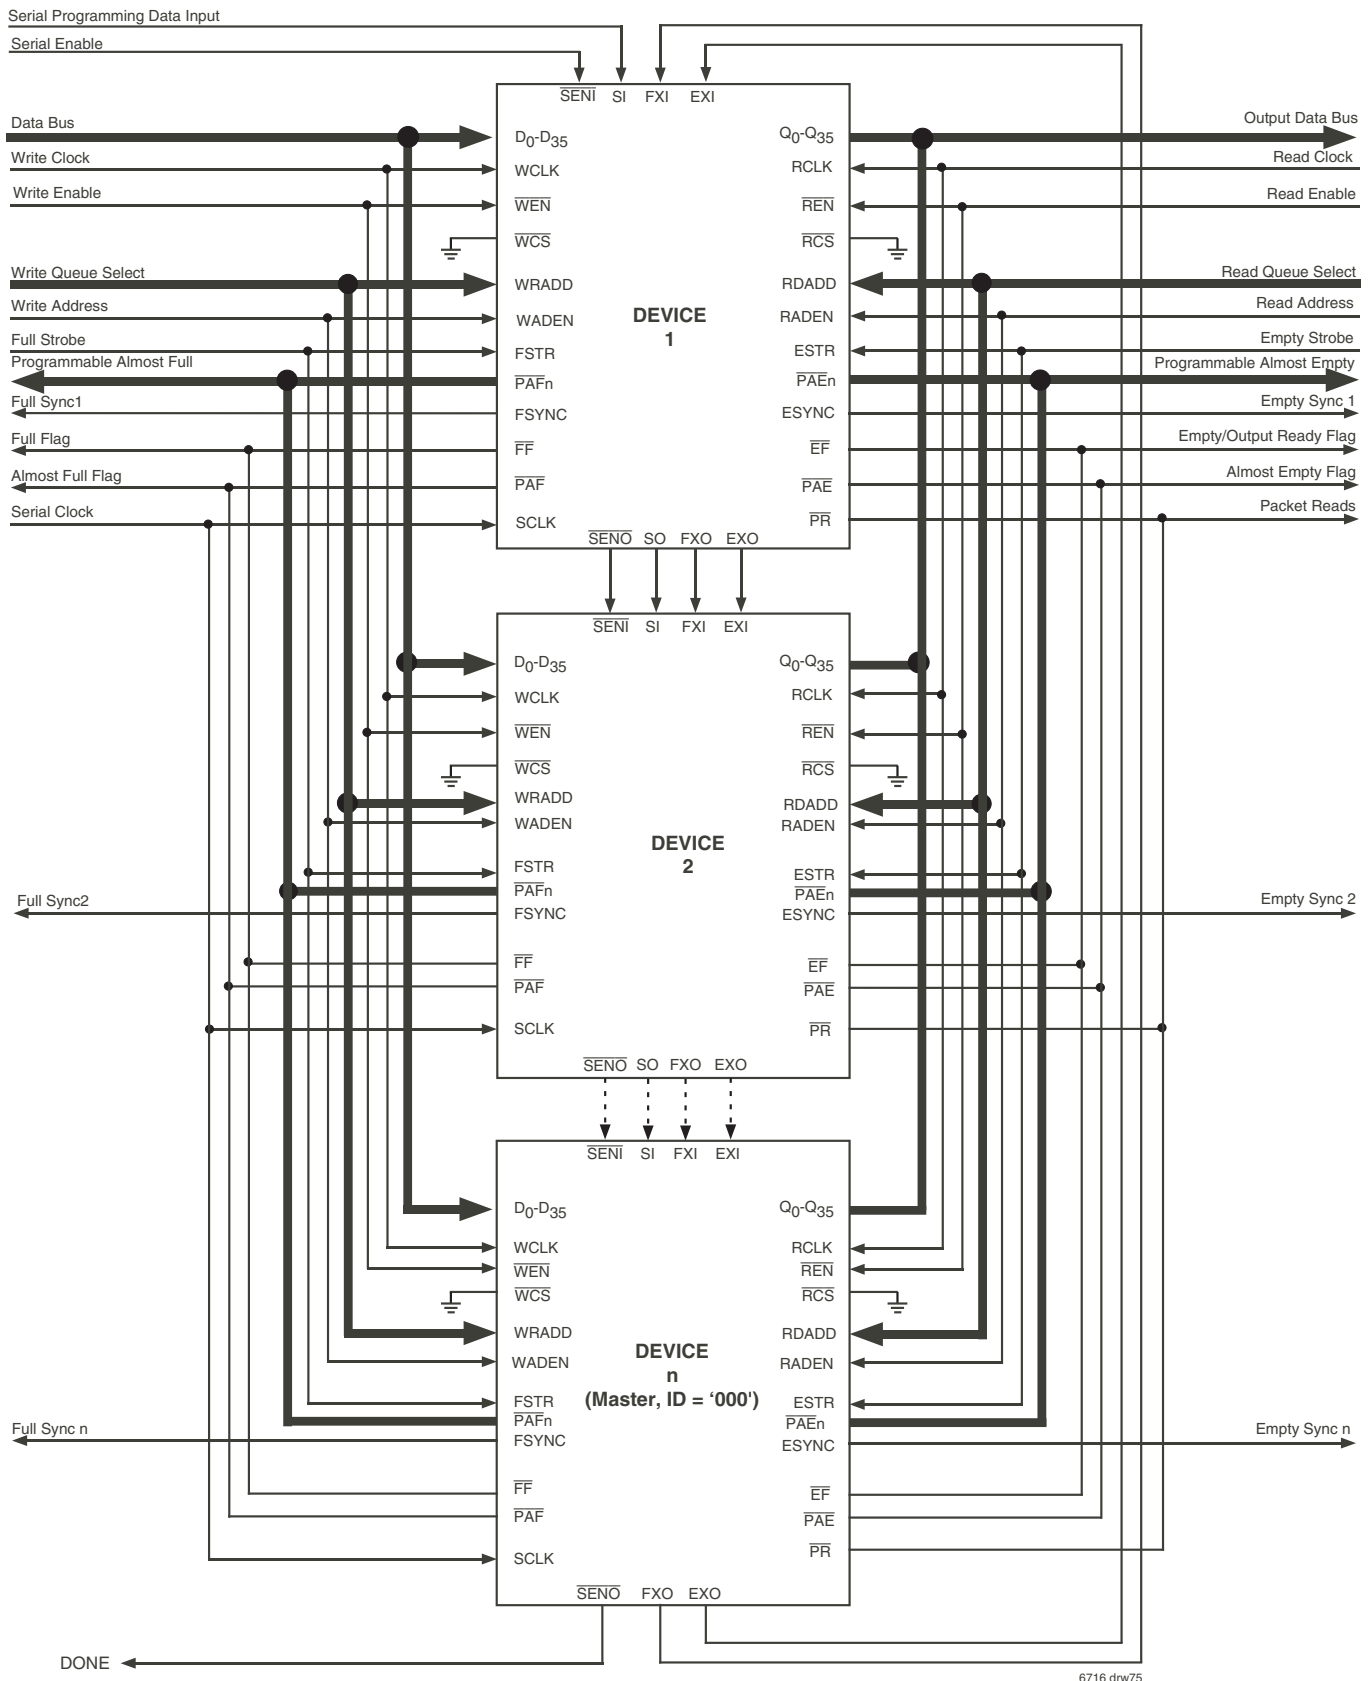 Serial Programming Data Input
Serial Enable
SENI SI FXI EXI
Data Bus D0-D35 Q0-Q35 Output Data Bus
Write Clock WCLK RCLK Read Clock
Write Enable WEN REN Read Enable
WCS RCS
Write Queue Select WRADD RDADD Read Queue Select
Write Address WADEN RADEN Read Address
DEVICE
1
Full Strobe FSTR ESTR Empty Strobe
Programmable Almost Full PAFn PAEn Programmable Almost Empty
Full Sync1 FSYNC ESYNC Empty Sync 1
Full Flag FF EF Empty/Output Ready Flag
Almost Full Flag PAF PAE Almost Empty Flag
Serial Clock SCLK PR Packet Reads
SENO SO FXO EXO
SENI SI FXI EXI
D0-D35 Q0-Q35
WCLK RCLK
WEN REN
WCS RCS
WRADD RDADD
WADEN RADEN
DEVICE
2
FSTR ESTR
PAFn PAEn
Full Sync2 FSYNC ESYNC Empty Sync 2
FF EF
PAF PAE
SCLK PR
SENO SO FXO EXO
SENI SI FXI EXI
D0-D35 Q0-Q35
WCLK RCLK
WEN REN
WCS RCS
WRADD RDADD
DEVICE
WADEN RADEN
n
(Master, ID = ‘000')
FSTR ESTR
PAFn PAEn
Full Sync n FSYNC ESYNC Empty Sync n
FF EF
PAF PAE
SCLK PR
SENO FXO EXO
DONE
6716 drw75